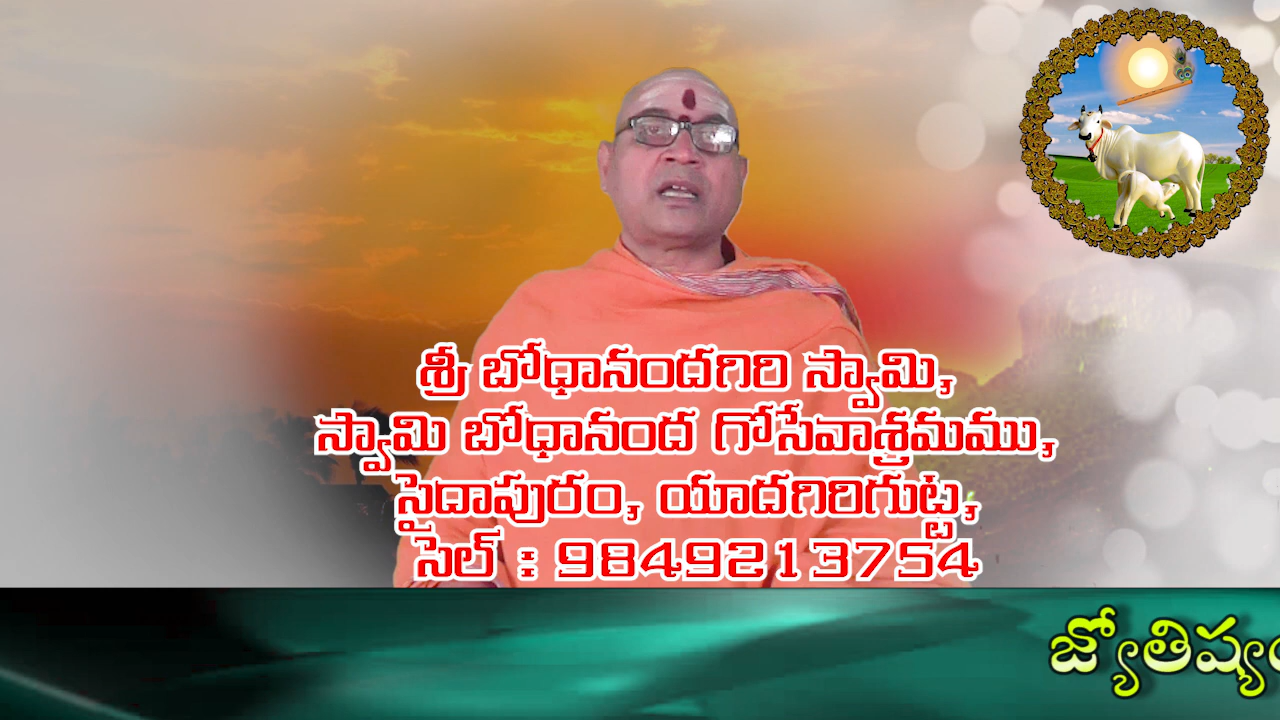 శ్రీ బోధానందగిరి స్వామి,
స్వామి బోధానంద గోసేవాశ్రమము,
సైదాపురం, యాదగిరిగుట్ట,
సెల్ : 9849213754
జ్యోతిష్యం